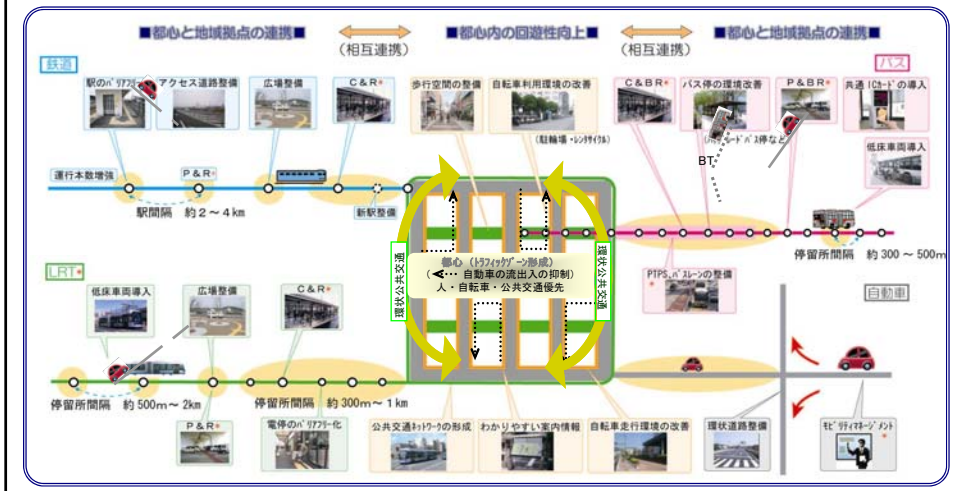 ■都心と地域拠点の連携■
(相互連携)
■都心内の回遊性向上■
(相互連携)
■都心と地域拠点の連携■
鉄道
バス
駅のバリアフリー
アクセス道路整備
広場整備
C&R*
歩行空間の整備
自転車利用環境の改善
(駐輪場・レンタサイクル)
C&BR*
バス停の環境改善
P&BR*
共通ICカードの導入
BT
低床車両導入
運行本数増強
P&R*
駅間隔 約2~4km
新駅整備
環状公共交通
都心(トラフィックゾーン形成)
(<··· 自動車の流出入の抑制)
人・自転車・公共交通優先
環状公共交通
停留所間隔 約300~500m
PTPS、バスレーンの整備
*
LRT*
低床車両導入
広場整備
C&R*
自動車
停留所間隔 約500m~2km
停留所間隔 約300m~1km
P&R*
電停のバリアフリー化
公共交通ネットワークの形成
わかりやすい案内情報
自転車走行環境の改善
環状道路整備
モビリティマネージメント
*